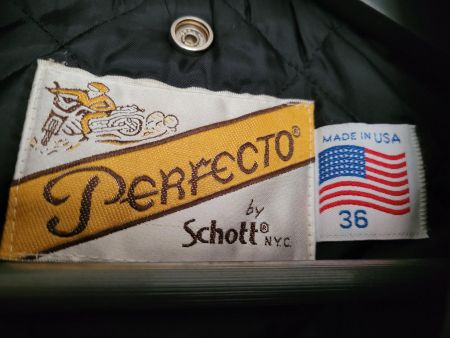 PERFECTO®
by
Schott® N.Y.C.
MADE IN USA
36